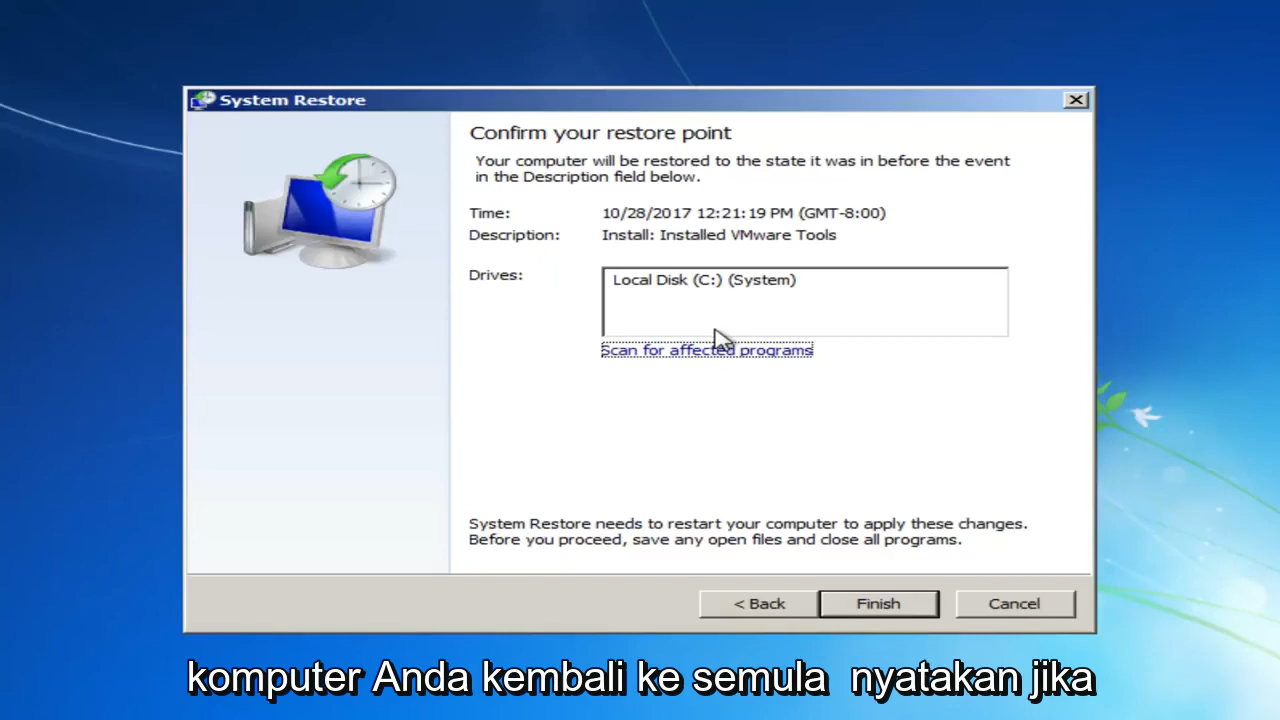 System Restore
Confirm your restore point
Your computer will be restored to the state it was in before the event
in the Description field below.
Time: 10/28/2017 12:21:19 PM (GMT-8:00)
Description: Install: Installed VMware Tools
Drives: Local Disk (C:) (System)
Scan for affected programs
System Restore needs to restart your computer to apply these changes.
Before you proceed, save any open files and close all programs.
< Back Finish Cancel
komputer Anda kembali ke semula nyatakan jika